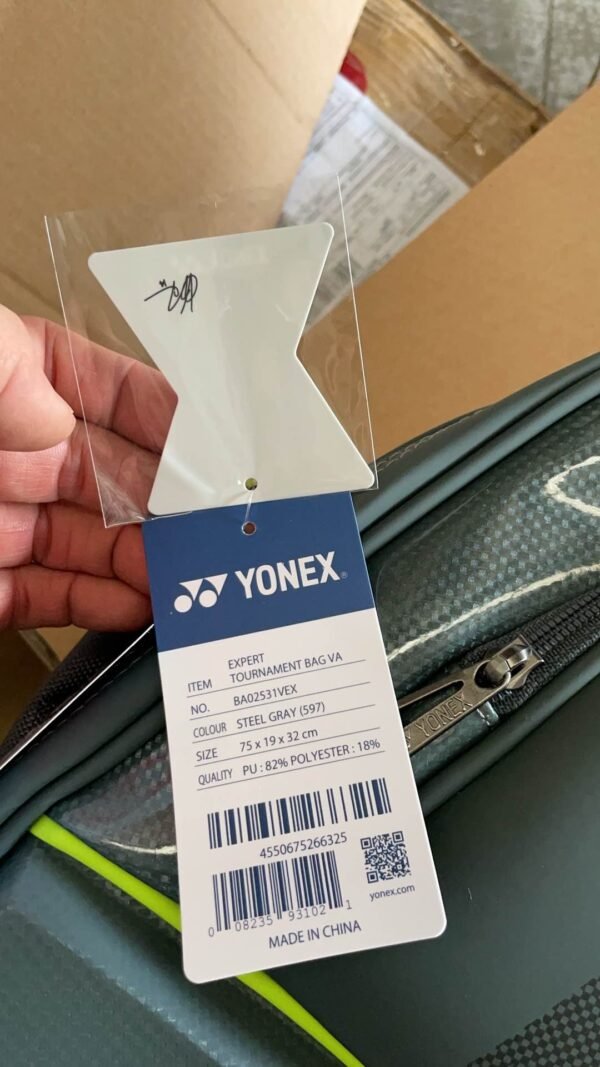 YONEX®
ITEM EXPERT TOURNAMENT BAG VA
NO. BA02531VEX
COLOUR STEEL GRAY (597)
SIZE 75 x 19 x 32 cm
QUALITY PU : 82% POLYESTER : 18%
4550675266325
yonex.com
0 08235 93102 1
MADE IN CHINA
YONEX